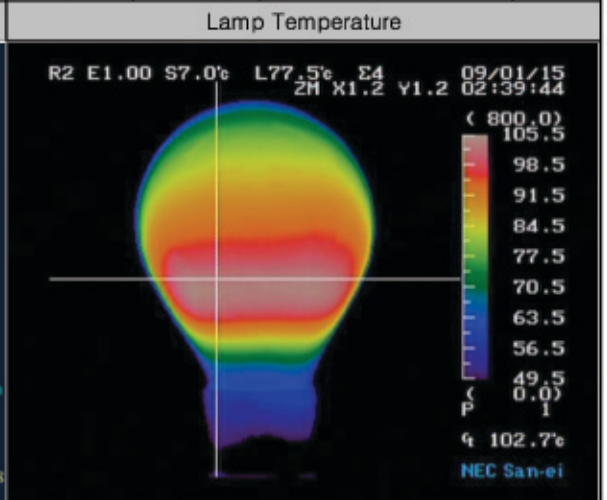 Lamp Temperature
R2 E1.00 S7.0℃ L77.5℃ Σ4 09/01/15
ZM X1.2 Y1.2 02:39:44
( 800.0)
105.5
98.5
91.5
84.5
77.5
70.5
63.5
56.5
49.5
( 0.0)
P 1
102.7℃
NEC San-ei